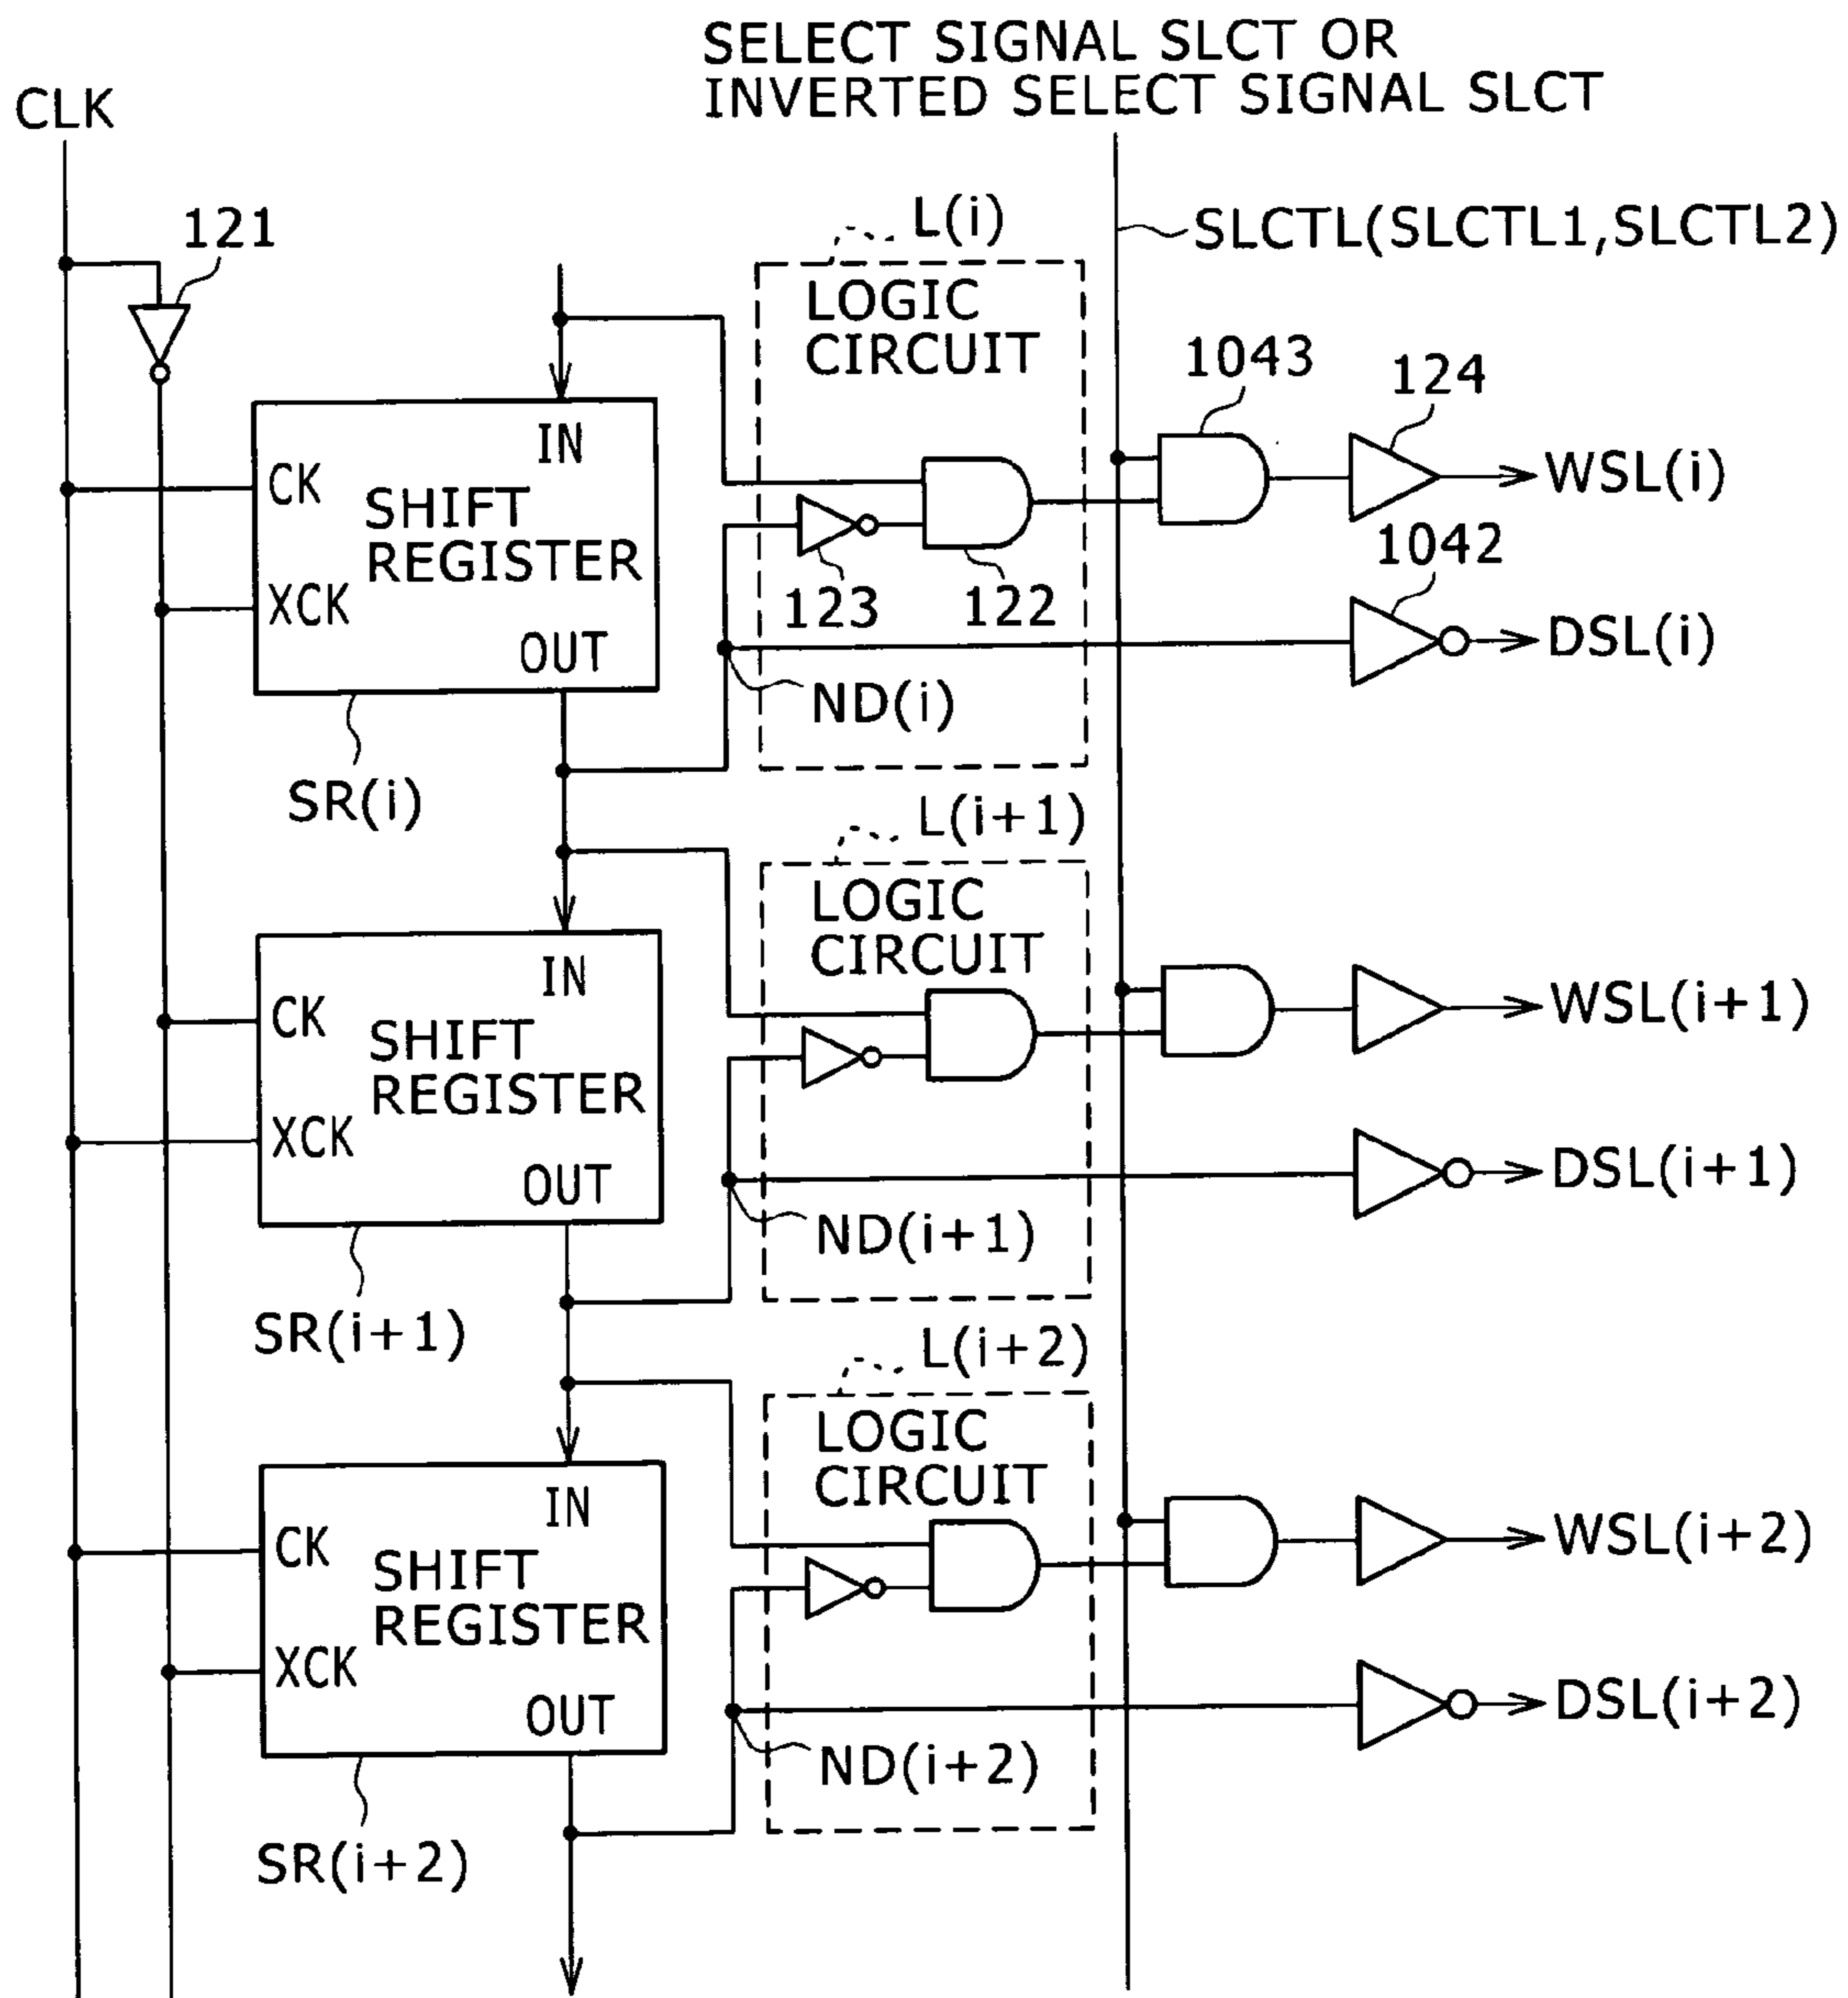 SELECT SIGNAL SLCT OR
INVERTED SELECT SIGNAL SLCT
CLK
121
L(i)
SLCTL(SLCTL1,SLCTL2)
LOGIC
CIRCUIT
1043
124
IN
CK
SHIFT
REGISTER
XCK
OUT
123
122
WSL(i)
1042
DSL(i)
ND(i)
SR(i)
L(i+1)
LOGIC
CIRCUIT
IN
CK
SHIFT
REGISTER
XCK
OUT
WSL(i+1)
DSL(i+1)
ND(i+1)
SR(i+1)
L(i+2)
LOGIC
CIRCUIT
IN
CK
SHIFT
REGISTER
XCK
OUT
WSL(i+2)
DSL(i+2)
ND(i+2)
SR(i+2)